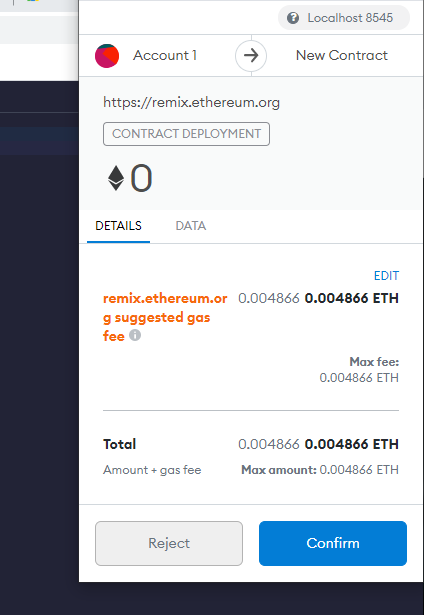 Localhost 8545
Account 1
New Contract
https://remix.ethereum.org
CONTRACT DEPLOYMENT
0
DETAILS
DATA
EDIT
remix.ethereum.or
g suggested gas
fee
0.004866 0.004866 ETH
Max fee:
0.004866 ETH
Total
0.004866 0.004866 ETH
Amount + gas fee
Max amount: 0.004866 ETH
Reject
Confirm